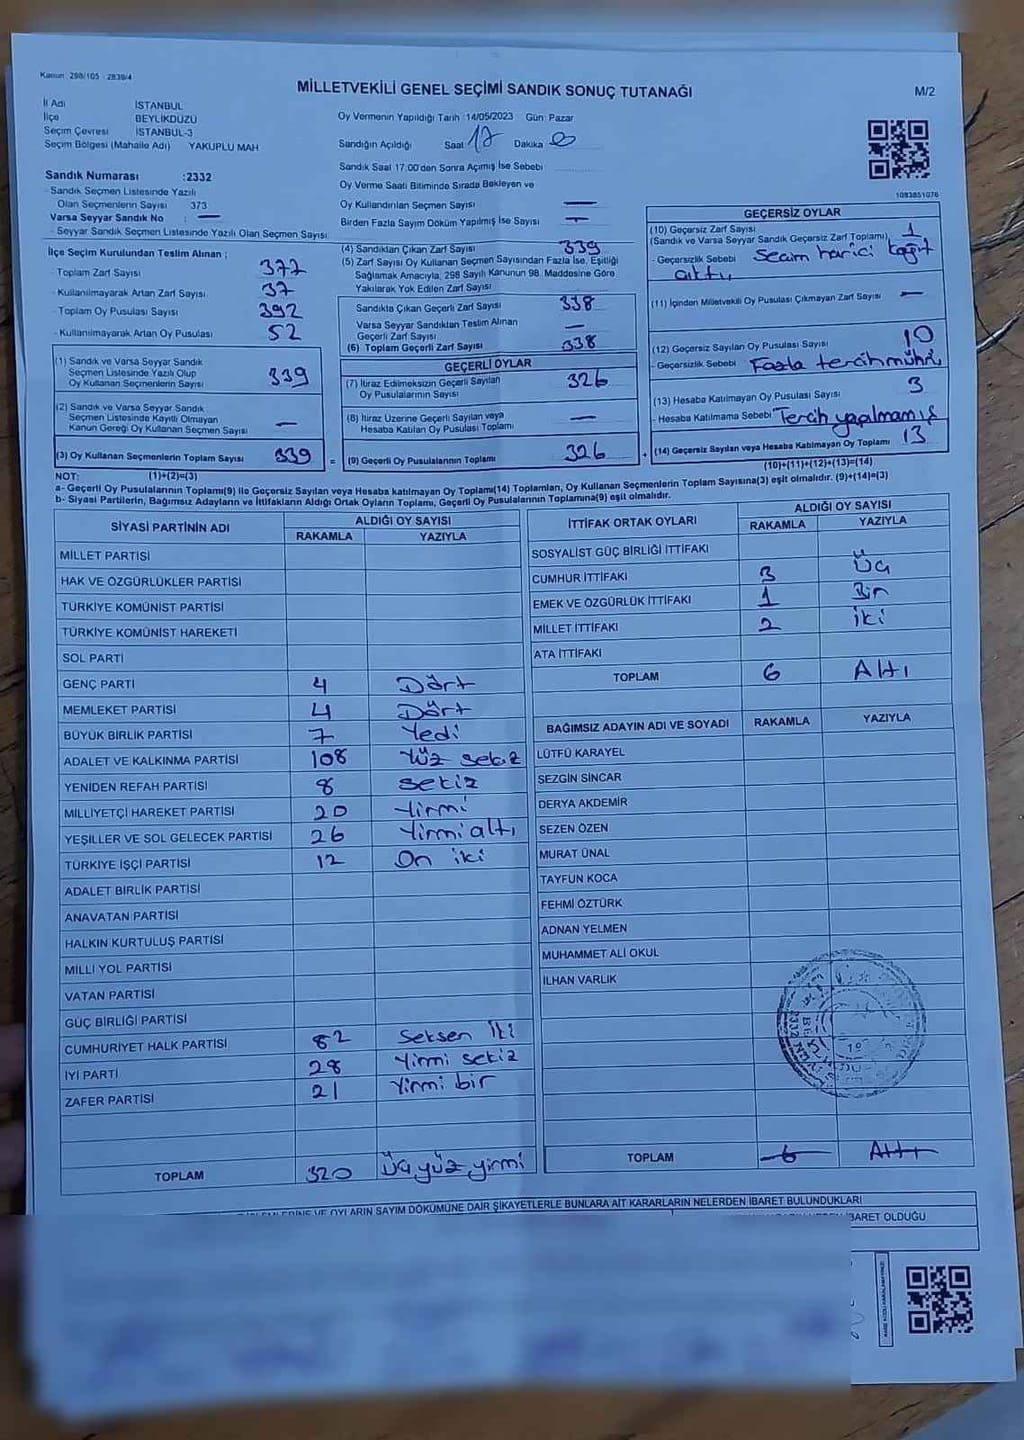 Kanun : 298/105 - 2839/4
MİLLETVEKİLİ GENEL SEÇİMİ SANDIK SONUÇ TUTANAĞI
M/2
İl Adı İSTANBUL
İlçe BEYLİKDÜZÜ
Seçim Çevresi İSTANBUL-3
Seçim Bölgesi (Mahalle Adı) YAKUPLU MAH
Oy Vermenin Yapıldığı Tarih :14/05/2023 Gün: Pazar
Sandığın Açıldığı Saat 17 Dakika 0
Sandık Saat 17:00'den Sonra Açılmış İse Sebebi
Oy Verme Saati Bitiminde Sırada Bekleyen ve
Oy Kullandırılan Seçmen Sayısı —
Birden Fazla Sayım Döküm Yapılmış İse Sayısı —
1083851076
Sandık Numarası :2332
- Sandık Seçmen Listesinde Yazılı
Olan Seçmenlerin Sayısı 373
Varsa Seyyar Sandık No : —
- Seyyar Sandık Seçmen Listesinde Yazılı Olan Seçmen Sayısı:
İlçe Seçim Kurulundan Teslim Alınan ;
- Toplam Zarf Sayısı 377
- Kullanılmayarak Artan Zarf Sayısı 37
- Toplam Oy Pusulası Sayısı 392
- Kullanılmayarak Artan Oy Pusulası 52
(1) Sandık ve Varsa Seyyar Sandık
Seçmen Listesinde Yazılı Olup
Oy Kullanan Seçmenlerin Sayısı 339
(2) Sandık ve Varsa Seyyar Sandık
Seçmen Listesinde Kayıtlı Olmayan
Kanun Gereği Oy Kullanan Seçmen Sayısı —
(3) Oy Kullanan Seçmenlerin Toplam Sayısı 339 =
(4) Sandıktan Çıkan Zarf Sayısı 339
(5) Zarf Sayısı Oy Kullanan Seçmen Sayısından Fazla İse, Eşitliği
Sağlamak Amacıyla, 298 Sayılı Kanunun 98. Maddesine Göre
Yakılarak Yok Edilen Zarf Sayısı
Sandıkta Çıkan Geçerli Zarf Sayısı 338
Varsa Seyyar Sandıktan Teslim Alınan
Geçerli Zarf Sayısı —
(6) Toplam Geçerli Zarf Sayısı 338
GEÇERLİ OYLAR
(7) İtiraz Edilmeksizin Geçerli Sayılan
Oy Pusulalarının Sayısı 326
(8) İtiraz Üzerine Geçerli Sayılan veya
Hesaba Katılan Oy Pusulası Toplamı —
(9) Geçerli Oy Pusulalarının Toplamı 326 +
GEÇERSİZ OYLAR
(10) Geçersiz Zarf Sayısı
(Sandık ve Varsa Seyyar Sandık Geçersiz Zarf Toplamı) 1
- Geçersizlik Sebebi Seçim harici kağıt
çıktı
(11) İçinden Milletvekili Oy Pusulası Çıkmayan Zarf Sayısı —
(12) Geçersiz Sayılan Oy Pusulası Sayısı 10
- Geçersizlik Sebebi Fazla tercih mührü
(13) Hesaba Katılmayan Oy Pusulası Sayısı 3
- Hesaba Katılmama Sebebi Tercih yapılmamış
(14) Geçersiz Sayılan veya Hesaba Katılmayan Oy Toplamı 13
NOT: (1)+(2)=(3)
(10)+(11)+(12)+(13)=(14)
a- Geçerli Oy Pusulalarının Toplamı(9) ile Geçersiz Sayılan veya Hesaba katılmayan Oy Toplamı(14) Toplamları, Oy Kullanan Seçmenlerin Toplam Sayısına(3) eşit olmalıdır. (9)+(14)=(3)
b- Siyasi Partilerin, Bağımsız Adayların ve İttifakların Aldığı Ortak Oyların Toplamı, Geçerli Oy Pusulalarının Toplamına(9) eşit olmalıdır.
SİYASİ PARTİNİN ADI ALDIĞI OY SAYISI
RAKAMLA YAZIYLA
MİLLET PARTİSİ
HAK VE ÖZGÜRLÜKLER PARTİSİ
TÜRKİYE KOMÜNİST PARTİSİ
TÜRKİYE KOMÜNİST HAREKETİ
SOL PARTİ
GENÇ PARTİ 4 Dört
MEMLEKET PARTİSİ 4 Dört
BÜYÜK BİRLİK PARTİSİ 7 Yedi
ADALET VE KALKINMA PARTİSİ 108 Yüz sekiz
YENİDEN REFAH PARTİSİ 8 sekiz
MİLLİYETÇİ HAREKET PARTİSİ 20 Yirmi
YEŞİLLER VE SOL GELECEK PARTİSİ 26 Yirmi altı
TÜRKİYE İŞÇİ PARTİSİ 12 On iki
ADALET BİRLİK PARTİSİ
ANAVATAN PARTİSİ
HALKIN KURTULUŞ PARTİSİ
MİLLİ YOL PARTİSİ
VATAN PARTİSİ
GÜÇ BİRLİĞİ PARTİSİ
CUMHURİYET HALK PARTİSİ 82 Seksen iki
İYİ PARTİ 28 Yirmi sekiz
ZAFER PARTİSİ 21 Yirmi bir
TOPLAM 320 Üç yüz yirmi
İTTİFAK ORTAK OYLARI ALDIĞI OY SAYISI
RAKAMLA YAZIYLA
SOSYALİST GÜÇ BİRLİĞİ İTTİFAKI
CUMHUR İTTİFAKI 3 Üç
EMEK VE ÖZGÜRLÜK İTTİFAKI 1 Bir
MİLLET İTTİFAKI 2 İki
ATA İTTİFAKI
TOPLAM 6 Altı
BAĞIMSIZ ADAYIN ADI VE SOYADI RAKAMLA YAZIYLA
LÜTFÜ KARAYEL
SEZGİN SİNCAR
DERYA AKDEMİR
SEZEN ÖZEN
MURAT ÜNAL
TAYFUN KOCA
FEHMİ ÖZTÜRK
ADNAN YELMEN
MUHAMMET ALİ OKUL
İLHAN VARLIK
TOPLAM 6 Altı
VE OYLARIN SAYIM DÖKÜMÜNE DAİR ŞİKAYETLERLE BUNLARA AİT KARARLARIN NELERDEN İBARET BULUNDUKLARI
İBARET OLDUĞU